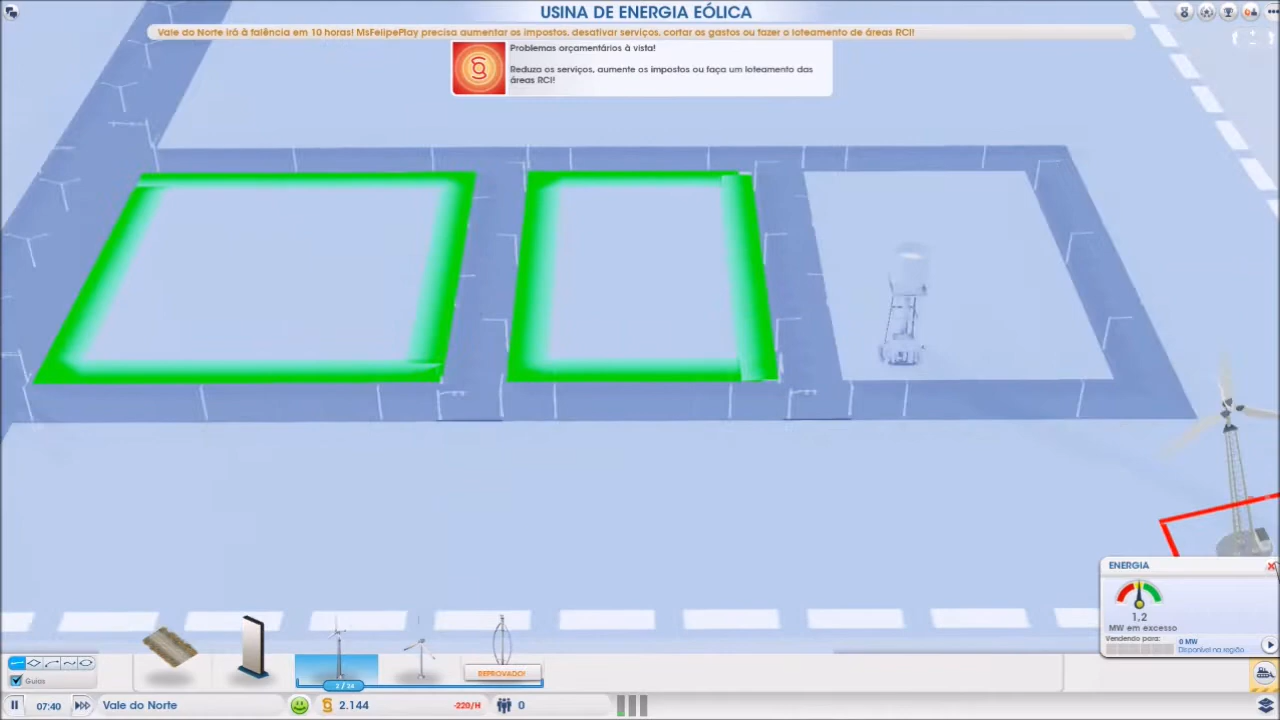 USINA DE ENERGIA EÓLICA
Vale do Norte irá à falência em 10 horas! MsFelipePlay precisa aumentar os impostos, desativar serviços, cortar os gastos ou fazer o loteamento de áreas RCI!
Problemas orçamentários à vista!
Reduza os serviços, aumente os impostos ou faça um loteamento das
áreas RCI!
ENERGIA
1,2
MW em excesso
Vendendo para:
0 MW
Disponível na região
REPROVADO!
Guias
2 / 24
07:40
Vale do Norte
2.144
-220/H
0